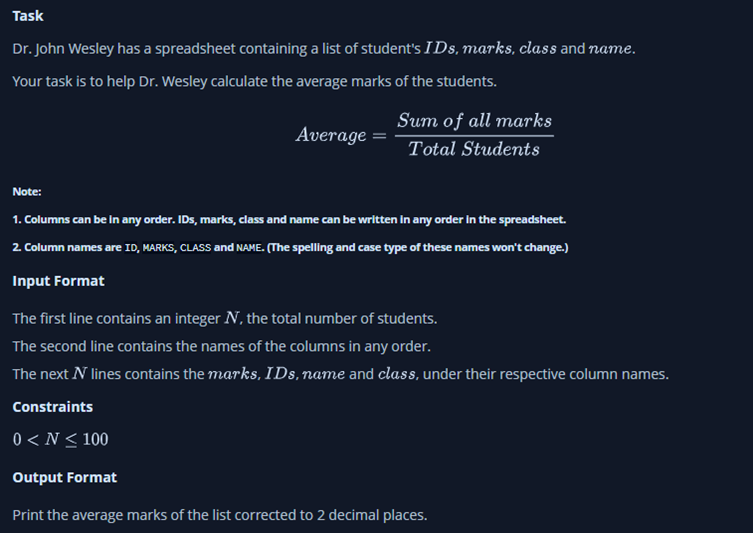 Task
Dr. John Wesley has a spreadsheet containing a list of student's IDs, marks, class and name.
Your task is to help Dr. Wesley calculate the average marks of the students.
Average = Sum of all marks / Total Students
Note:
1. Columns can be in any order. IDs, marks, class and name can be written in any order in the spreadsheet.
2. Column names are ID, MARKS, CLASS and NAME. (The spelling and case type of these names won't change.)
Input Format
The first line contains an integer N, the total number of students.
The second line contains the names of the columns in any order.
The next N lines contains the marks, IDs, name and class, under their respective column names.
Constraints
0 < N ≤ 100
Output Format
Print the average marks of the list corrected to 2 decimal places.